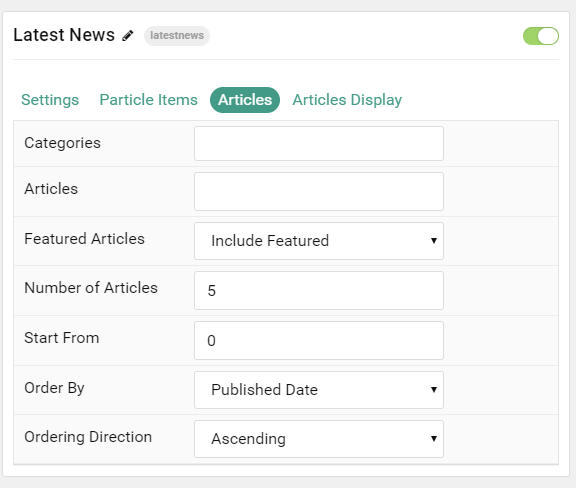 Latest News latestnews
Settings Particle Items Articles Articles Display
Categories
Articles
Featured Articles Include Featured
Number of Articles 5
Start From 0
Order By Published Date
Ordering Direction Ascending